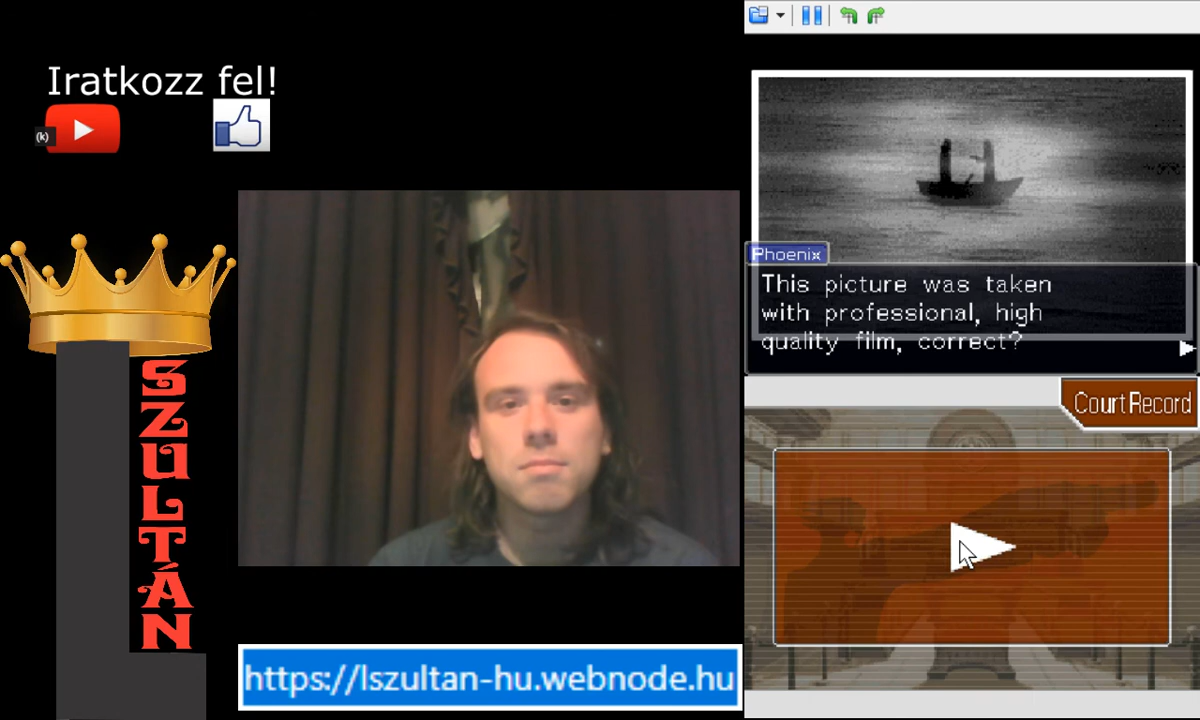 Iratkozz fel!
(k)
SZULTÁN
https://lszultan-hu.webnode.hu
Phoenix
This picture was taken
with professional, high
quality film, correct?
Court Record